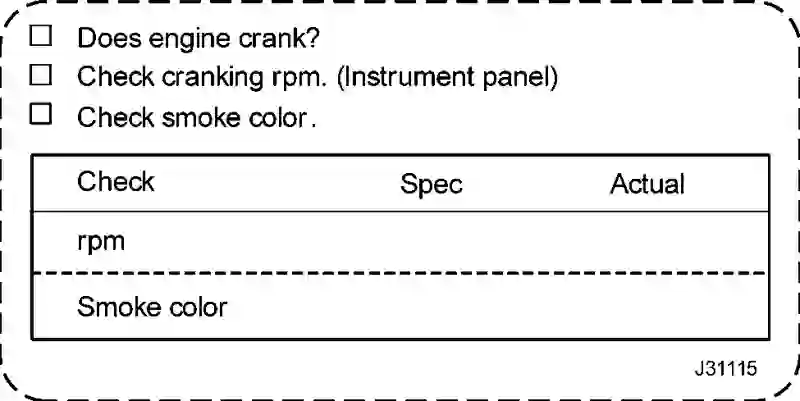 Does engine crank?
Check cranking rpm. (Instrument panel)
Check smoke color.
Check Spec Actual
rpm
Smoke color
J31115